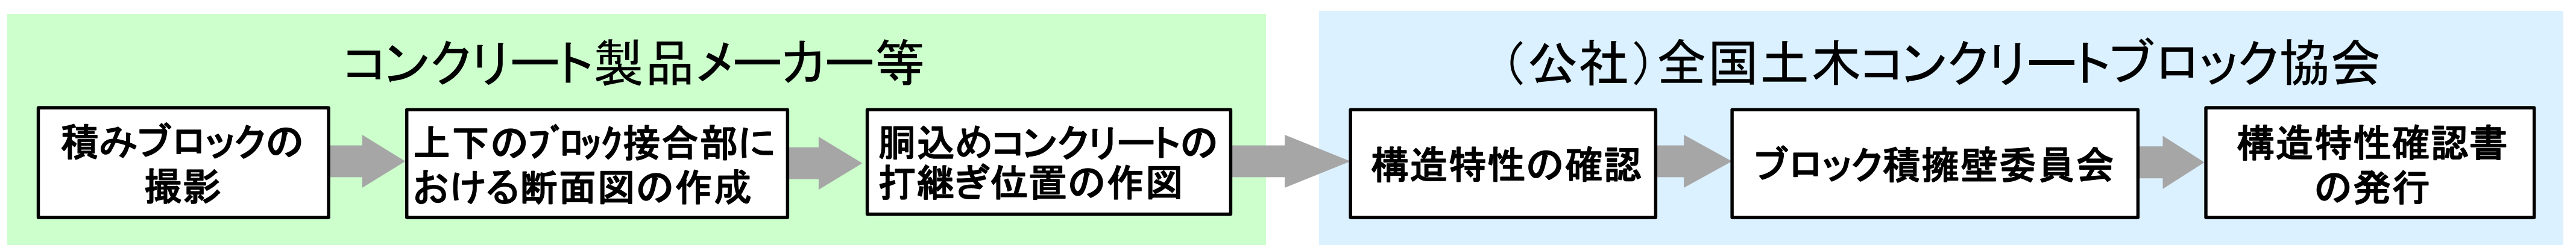 コンクリート製品メーカー等
積みブロックの
撮影
上下のブロック接合部に
おける断面図の作成
胴込めコンクリートの
打継ぎ位置の作図
（公社）全国土木コンクリートブロック協会
構造特性の確認
ブロック積擁壁委員会
構造特性確認書
の発行